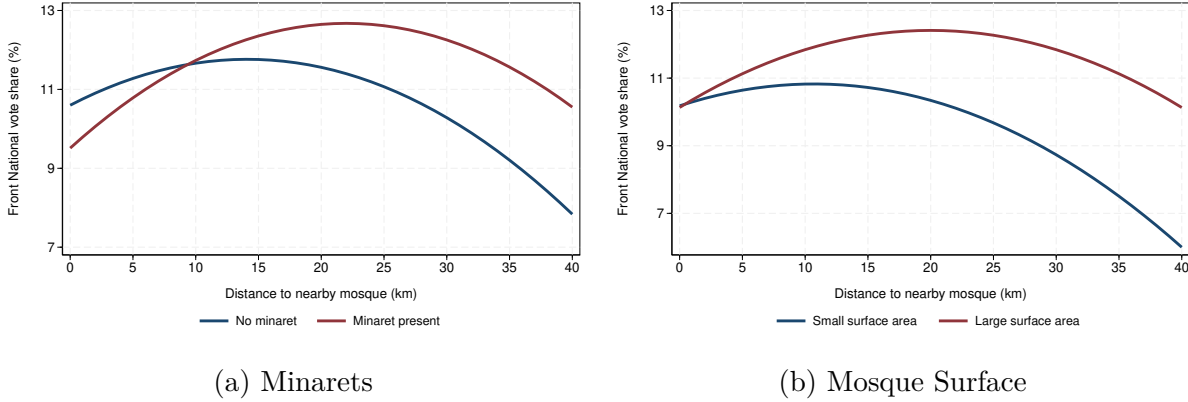 Front National vote share (%)
13
11
9
7
0 5 10 15 20 25 30 35 40
Distance to nearby mosque (km)
No minaret Minaret present
(a) Minarets
Front National vote share (%)
13
11
9
7
0 5 10 15 20 25 30 35 40
Distance to nearby mosque (km)
Small surface area Large surface area
(b) Mosque Surface